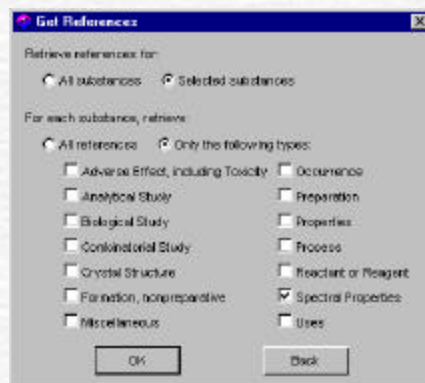 Get References
Retrieve references for:
All substances Selected substances
For each substance, retrieve:
All references Only the following types:
Adverse Effect, including Toxicity Occurrence
Analytical Study Preparation
Biological Study Properties
Combinatorial Study Process
Crystal Structure Reactant or Reagent
Formation, nonpreparative Spectral Properties
Miscellaneous Uses
OK Back